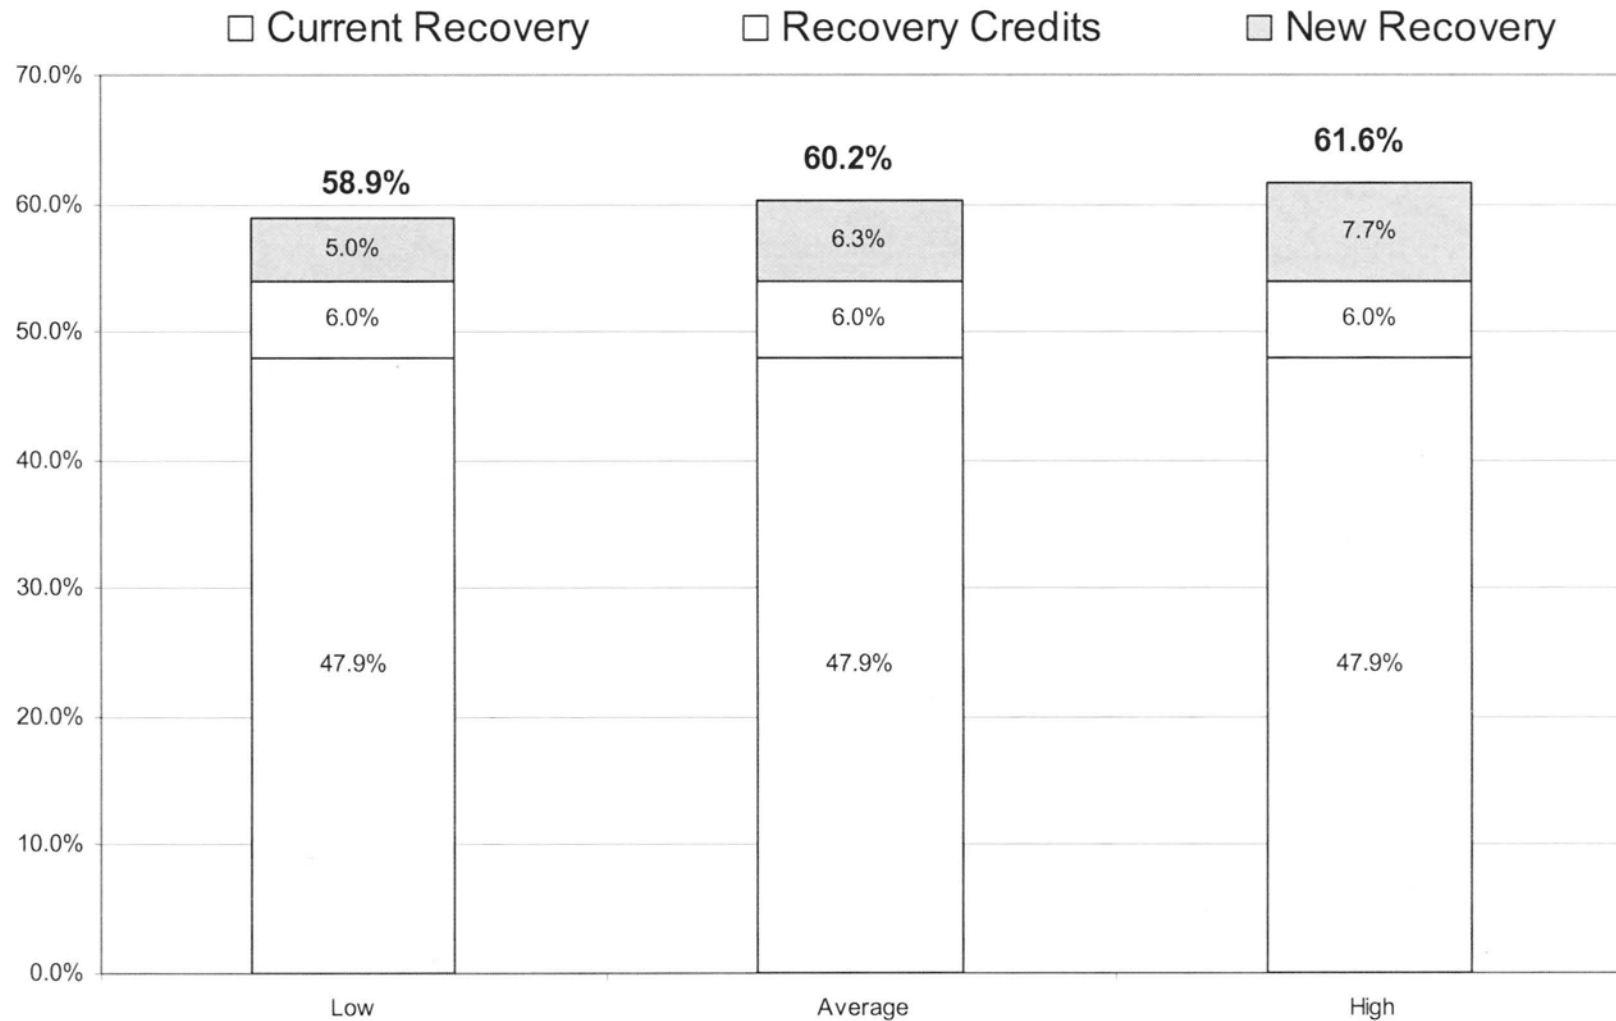 Current Recovery Recovery Credits New Recovery
70.0%
61.6%
60.2%
58.9%
60.0%
5.0% 6.3% 7.7%
6.0% 6.0% 6.0%
50.0%
40.0%
30.0%
47.9% 47.9% 47.9%
20.0%
10.0%
0.0%
Low Average High